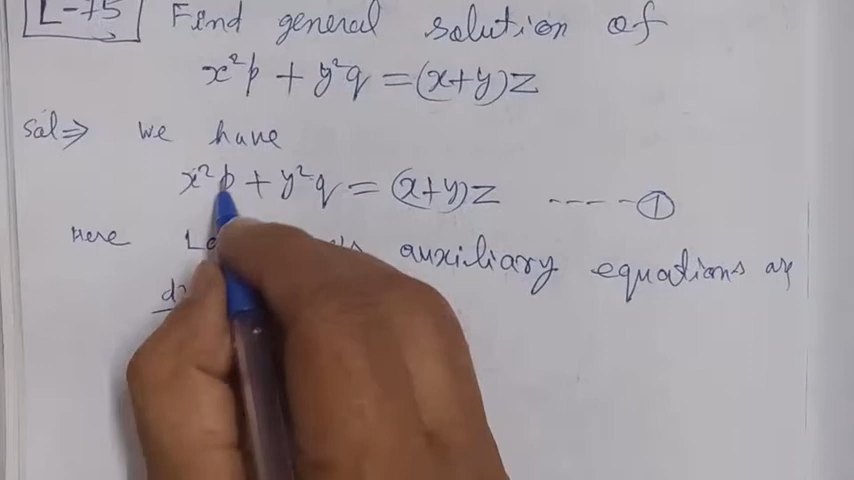 L-75 Find general solution of
x²p + y²q = (x+y)z
Sol⇒ we have
x²p + y²q = (x+y)z ----- ①
Here auxiliary equations are